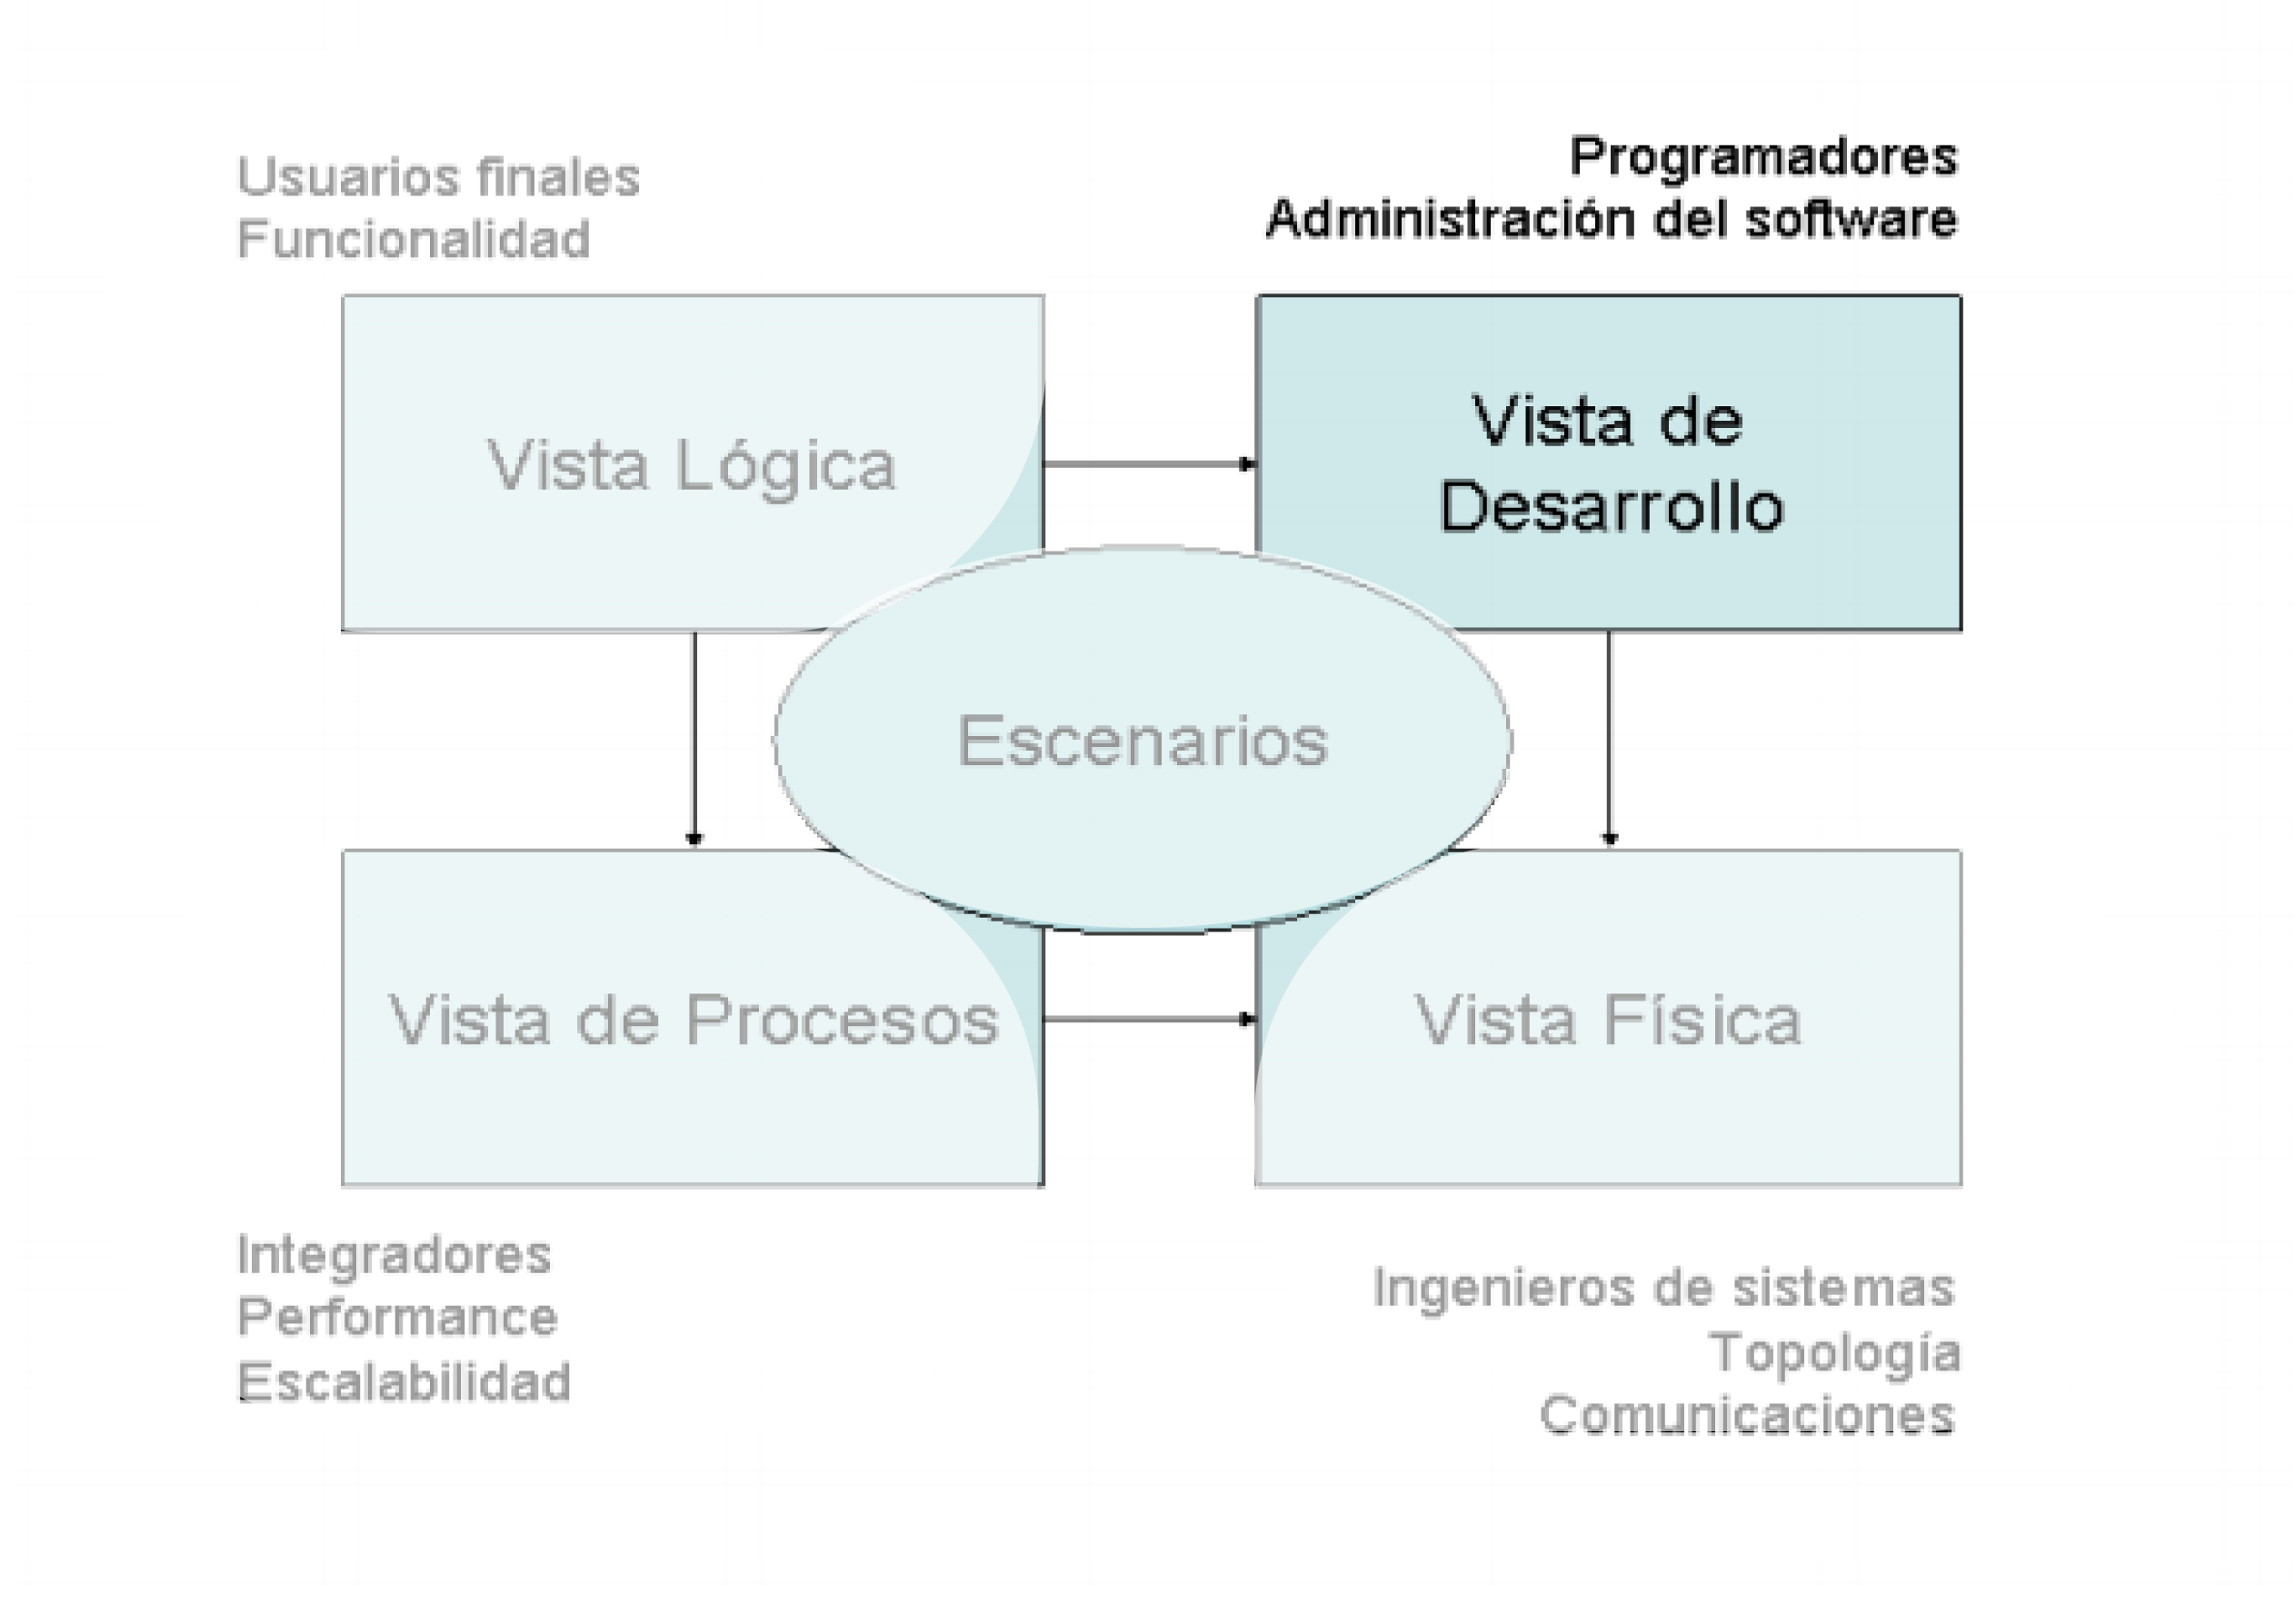 Usuarios finales
Funcionalidad
Programadores
Administración del software
Vista Lógica
Vista de
Desarrollo
Escenarios
Vista de Procesos
Vista Física
Integradores
Performance
Escalabilidad
Ingenieros de sistemas
Topología
Comunicaciones